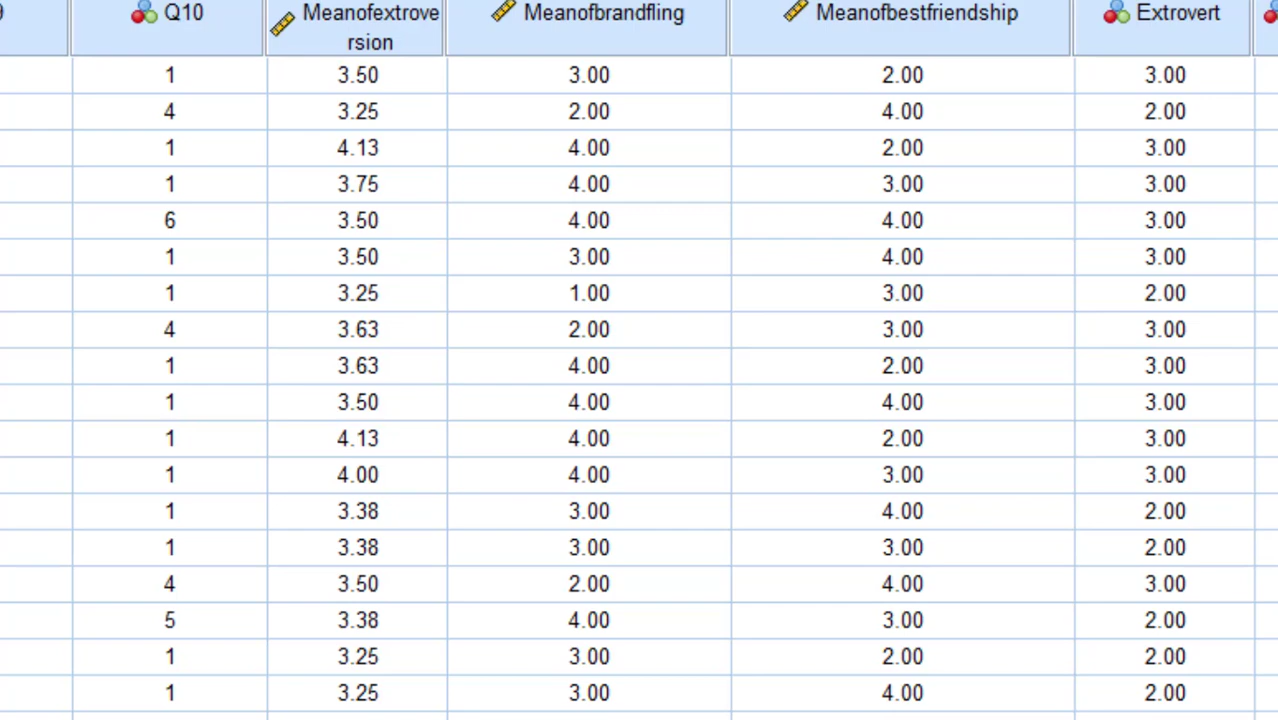 9 Q10 Meanofextrove Meanofbrandfling Meanofbestfriendship Extrovert
rsion
1 3.50 3.00 2.00 3.00
4 3.25 2.00 4.00 2.00
1 4.13 4.00 2.00 3.00
1 3.75 4.00 3.00 3.00
6 3.50 4.00 4.00 3.00
1 3.50 3.00 4.00 3.00
1 3.25 1.00 3.00 2.00
4 3.63 2.00 3.00 3.00
1 3.63 4.00 2.00 3.00
1 3.50 4.00 4.00 3.00
1 4.13 4.00 2.00 3.00
1 4.00 4.00 3.00 3.00
1 3.38 3.00 4.00 2.00
1 3.38 3.00 3.00 2.00
4 3.50 2.00 4.00 3.00
5 3.38 4.00 3.00 2.00
1 3.25 3.00 2.00 2.00
1 3.25 3.00 4.00 2.00